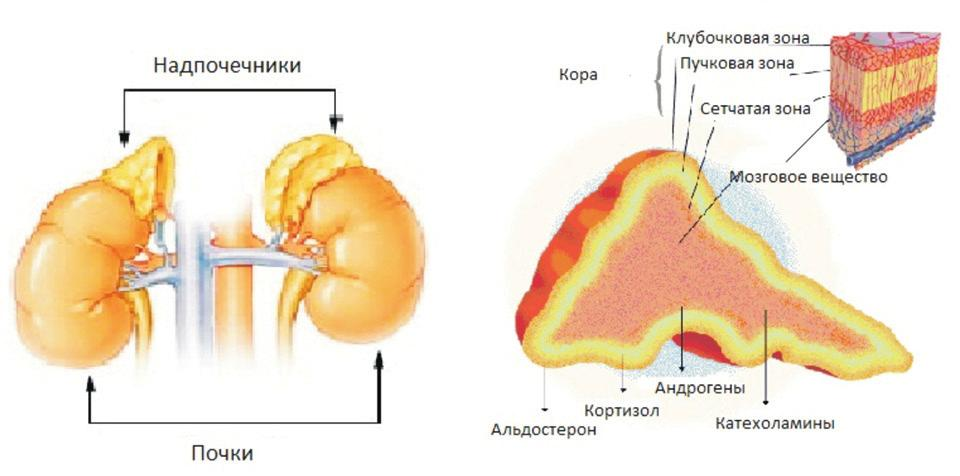 Надпочечники
Почки
Клубочковая зона
Кора
Пучковая зона
Сетчатая зона
Мозговое вещество
Андрогены
Кортизол
Альдостерон
Катехоламины